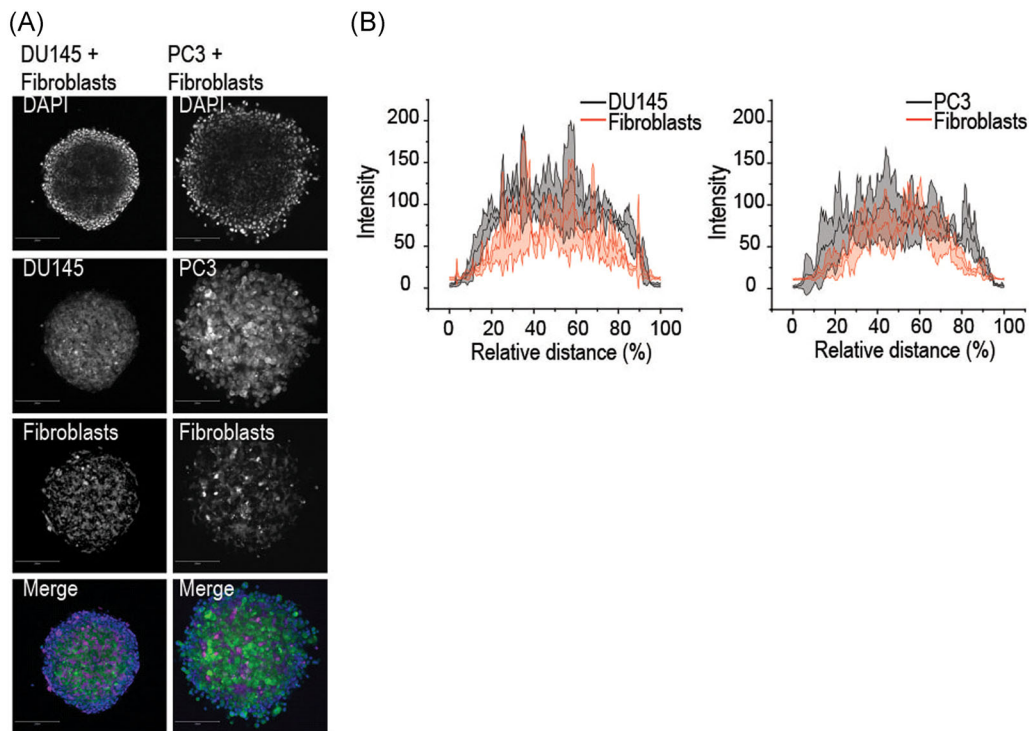 (A)
DU145 +
Fibroblasts
PC3 +
Fibroblasts
DAPI
DAPI
DU145
PC3
Fibroblasts
Fibroblasts
Merge
Merge
(B)
DU145
Fibroblasts
200
150
100
50
0
Intensity
0 20 40 60 80 100
Relative distance (%)
PC3
Fibroblasts
200
150
100
50
0
Intensity
0 20 40 60 80 100
Relative distance (%)